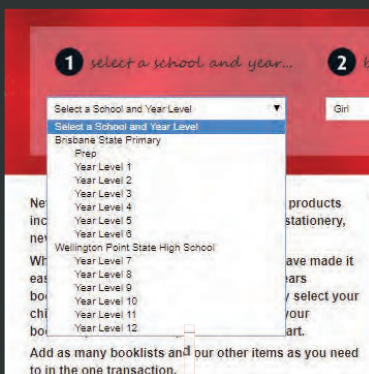 1 select a school and year...
2 b
Select a School and Year Level
Girl
Select a School and Year Level
Brisbane State Primary
Prep
Year Level 1
Year Level 2
Year Level 3
Year Level 4
Year Level 5
Year Level 6
Wellington Point State High School
Year Level 7
Year Level 8
Year Level 9
Year Level 10
Year Level 11
Year Level 12
Ne products
inc stationery,
ne
Wh ave made it
eas ears
boo y select your
chi your
boo art.
Add as many booklists and our other items as you need
to in the one transaction.